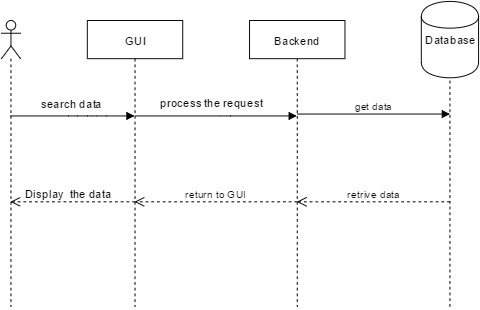 GUI
Backend
Database
search data
process the request
get data
Display the data
return to GUI
retrive data